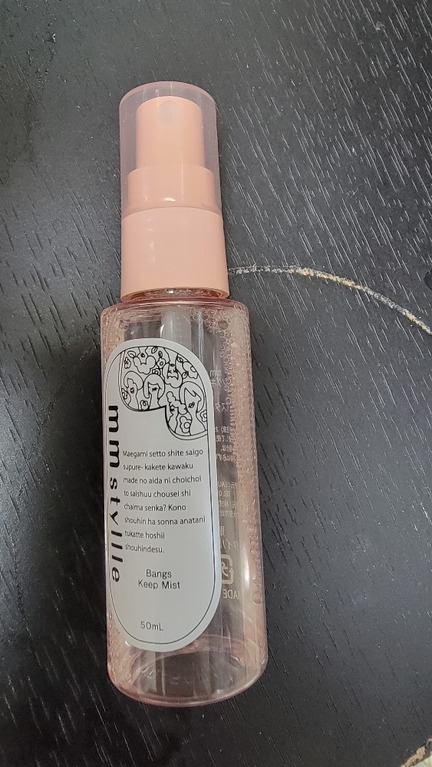 mm stylle
Maegami setto shite saigo
supure- kakete kawaku
made no aida ni choichoi
to saishuu chousei shi
chaima senka? Kono
shouhin ha sonna anatani
tukatte hoshii
shouhindesu.
Bangs
Keep Mist
50mL